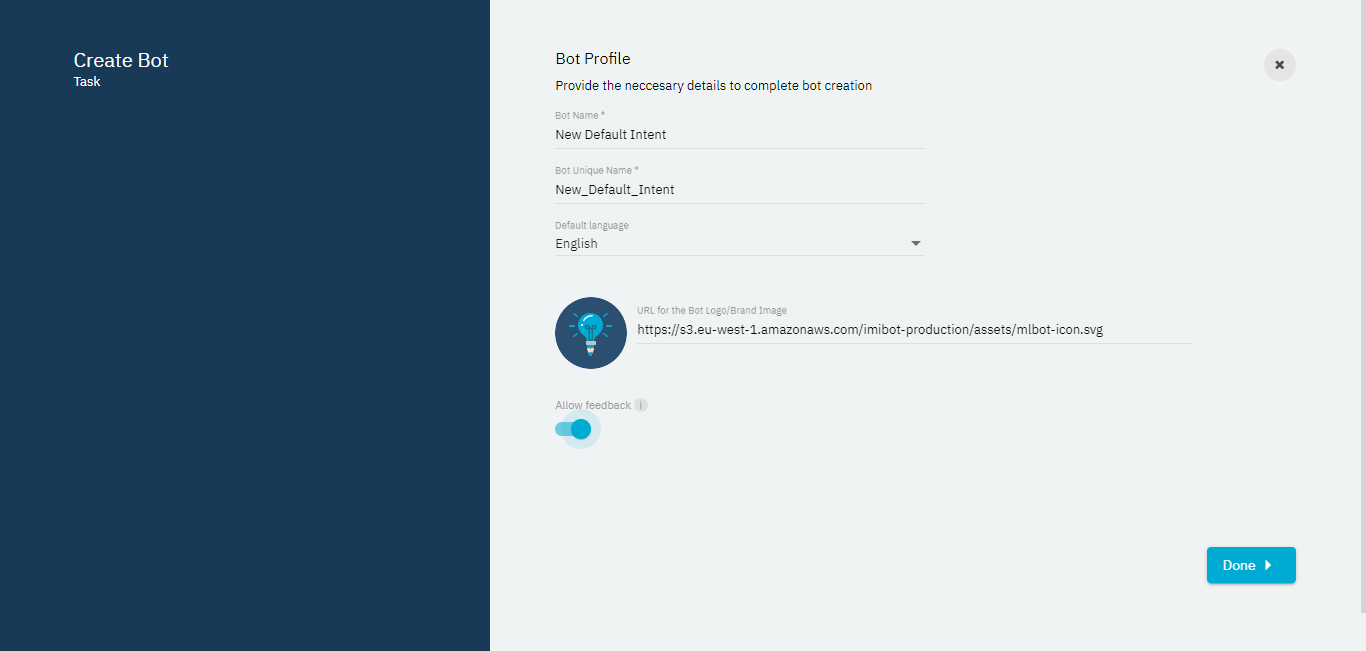 Create Bot
Task
Bot Profile
Provide the neccesary details to complete bot creation
Bot Name *
New Default Intent
Bot Unique Name *
New_Default_Intent
Default language
English
URL for the Bot Logo/Brand Image
https://s3.eu-west-1.amazonaws.com/imibot-production/assets/mlbot-icon.svg
Allow feedback i
Done